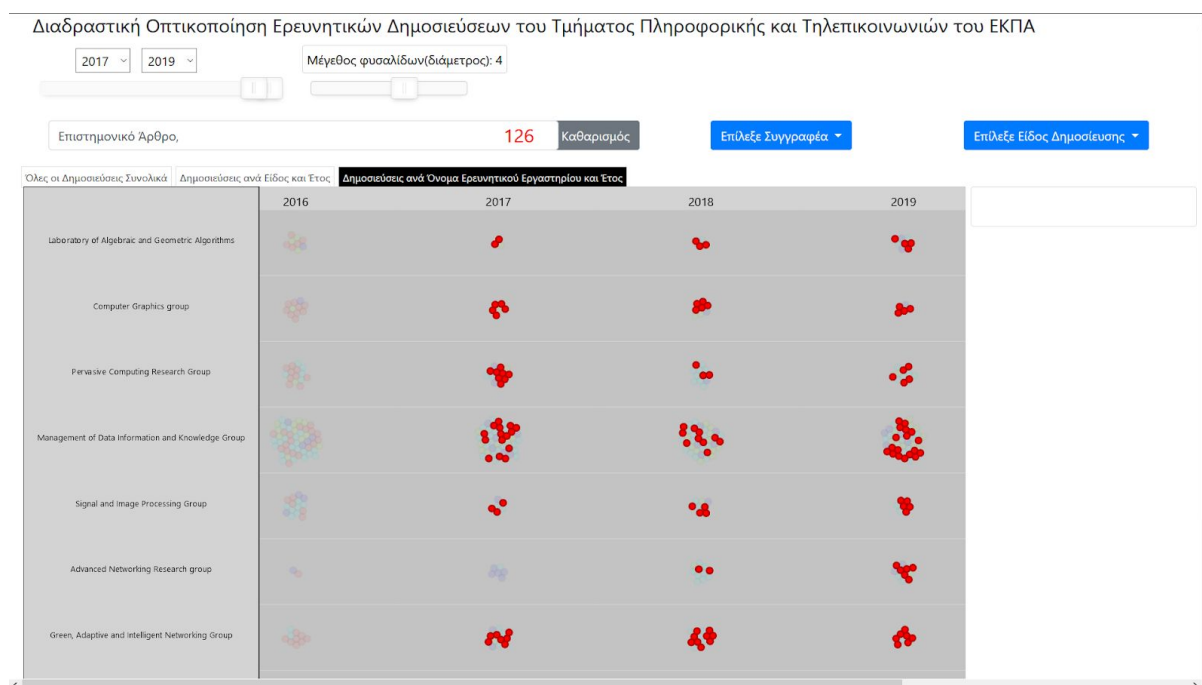 Διαδραστική Οπτικοποίηση Ερευνητικών Δημοσιεύσεων του Τμήματος Πληροφορικής και Τηλεπικοινωνιών του ΕΚΠΑ
2017 2019 Μέγεθος φυσαλίδων(διάμετρος): 4
Επιστημονικό Άρθρο, 126 Καθαρισμός Επίλεξε Συγγραφέα Επίλεξε Είδος Δημοσίευσης
Όλες οι Δημοσιεύσεις Συνολικά Δημοσιεύσεις ανά Είδος και Έτος Δημοσιεύσεις ανά Όνομα Ερευνητικού Εργαστηρίου και Έτος
2016 2017 2018 2019
Laboratory of Algebraic and Geometric Algorithms
Computer Graphics group
Pervasive Computing Research Group
Management of Data Information and Knowledge Group
Signal and Image Processing Group
Advanced Networking Research group
Green, Adaptive and Intelligent Networking Group